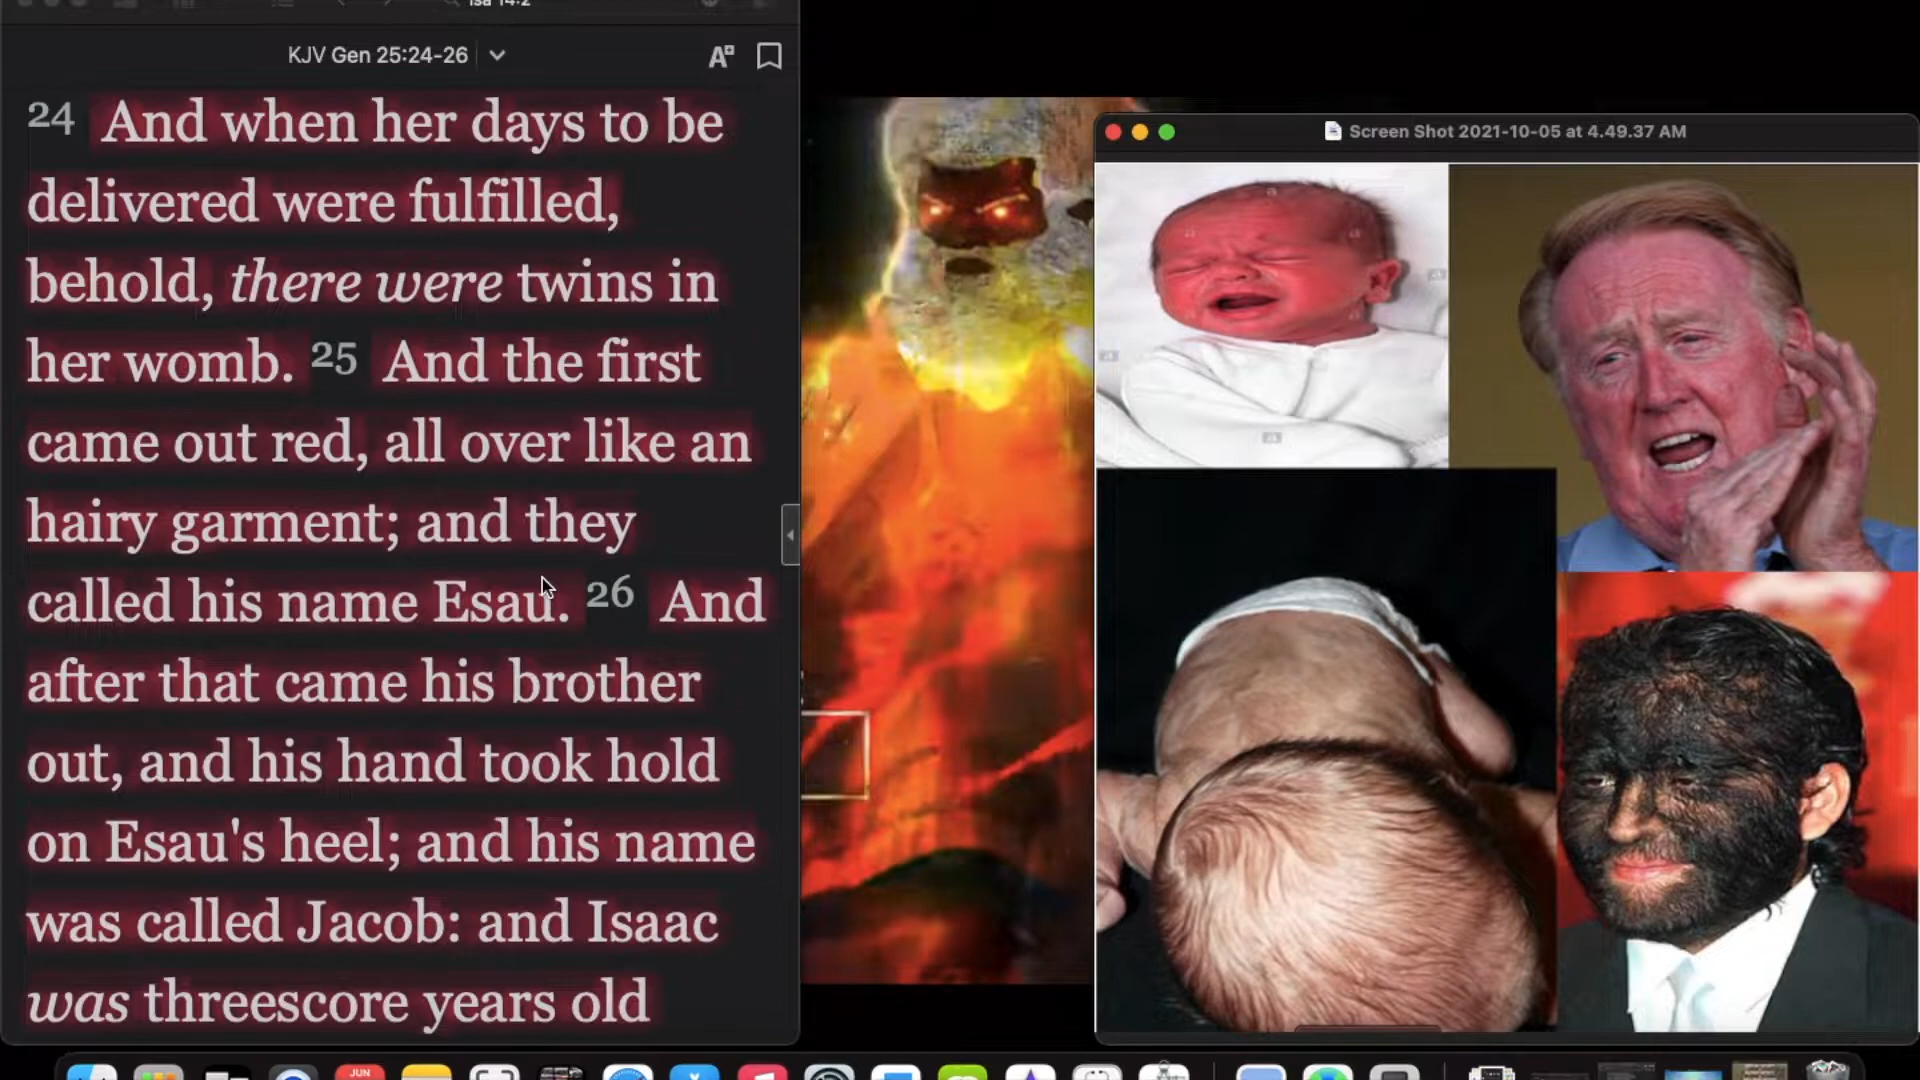 isa 14:2
KJV Gen 25:24-26
24 And when her days to be
delivered were fulfilled,
behold, there were twins in
her womb. 25 And the first
came out red, all over like an
hairy garment; and they
called his name Esau. 26 And
after that came his brother
out, and his hand took hold
on Esau's heel; and his name
was called Jacob: and Isaac
was threescore years old
Screen Shot 2021-10-05 at 4.49.37 AM
JUN